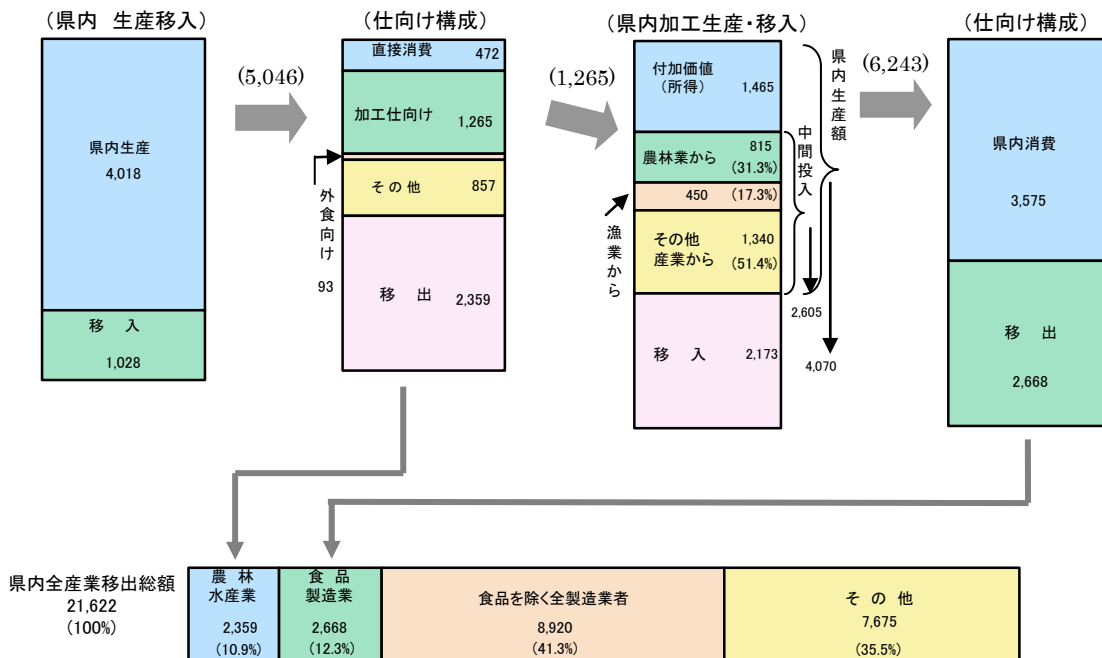 （県内　生産移入）
県内生産
4,018
移　入
1,028
(5,046)
（仕向け構成）
直接消費 472
加工仕向け 1,265
外食向け
93
その他 857
移　出 2,359
(1,265)
（県内加工生産・移入）
付加価値
（所得） 1,465
農林業から 815
(31.3%)
450 (17.3%)
漁業から
その他 1,340
産業から (51.4%)
移　入 2,173
中間投入
2,605
県内生産額
4,070
(6,243)
（仕向け構成）
県内消費
3,575
移　出
2,668
県内全産業移出総額
21,622
(100%)
農　林
水産業
2,359
(10.9%)
食　品
製造業
2,668
(12.3%)
食品を除く全製造業者
8,920
(41.3%)
そ の 他
7,675
(35.5%)